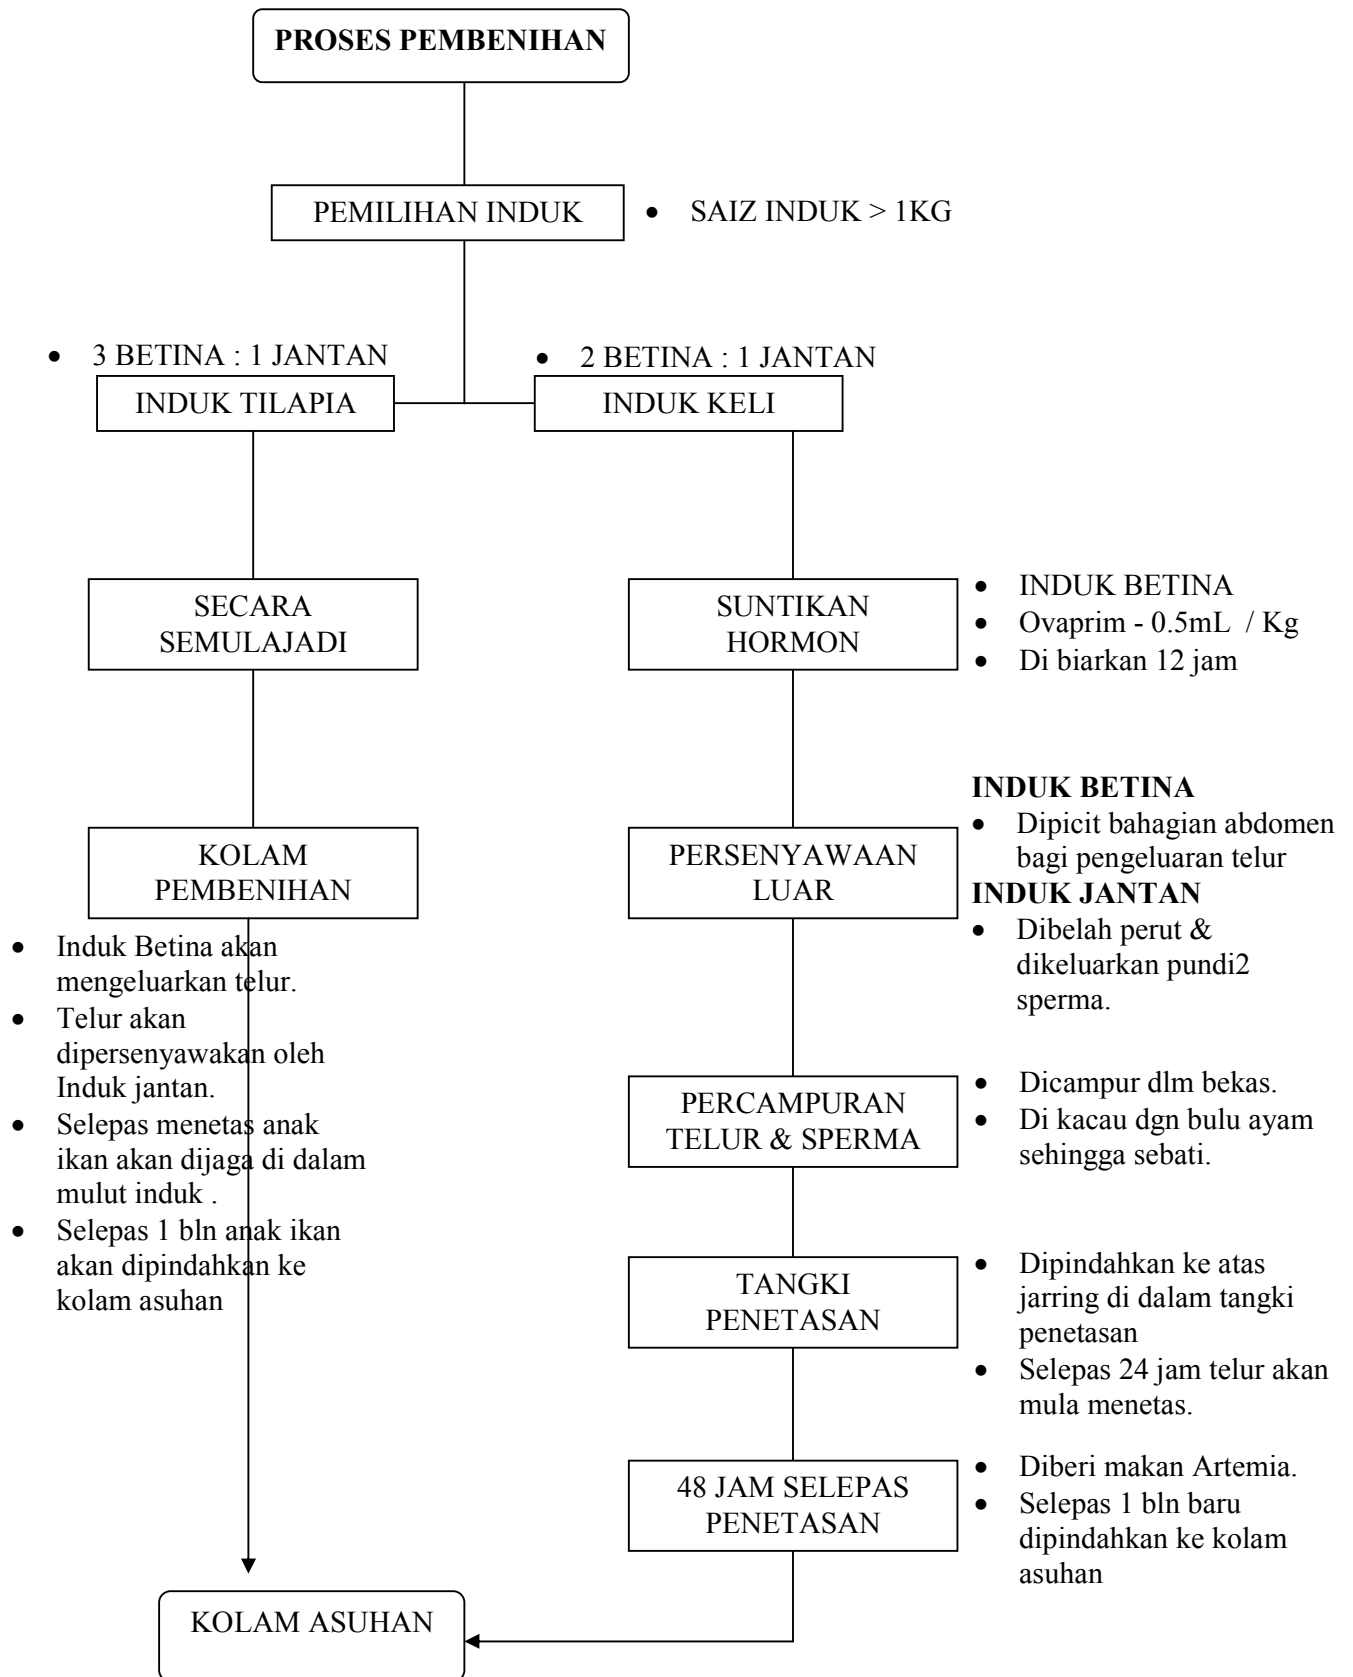 PROSES PEMBENIHAN
PEMILIHAN INDUK
• SAIZ INDUK > 1KG
• 3 BETINA : 1 JANTAN
• 2 BETINA : 1 JANTAN
INDUK TILAPIA
INDUK KELI
SECARA
SEMULAJADI
SUNTIKAN
HORMON
• INDUK BETINA
• Ovaprim - 0.5mL / Kg
• Di biarkan 12 jam
KOLAM
PEMBENIHAN
PERSENYAWAAN
LUAR
INDUK BETINA
• Dipicit bahagian abdomen
bagi pengeluaran telur
INDUK JANTAN
• Dibelah perut &
dikeluarkan pundi2
sperma.
• Induk Betina akan
mengeluarkan telur.
• Telur akan
dipersenyawakan oleh
Induk jantan.
• Selepas menetas anak
ikan akan dijaga di dalam
mulut induk .
• Selepas 1 bln anak ikan
akan dipindahkan ke
kolam asuhan
PERCAMPURAN
TELUR & SPERMA
• Dicampur dlm bekas.
• Di kacau dgn bulu ayam
sehingga sebati.
TANGKI
PENETASAN
• Dipindahkan ke atas
jarring di dalam tangki
penetasan
• Selepas 24 jam telur akan
mula menetas.
48 JAM SELEPAS
PENETASAN
• Diberi makan Artemia.
• Selepas 1 bln baru
dipindahkan ke kolam
asuhan
KOLAM ASUHAN